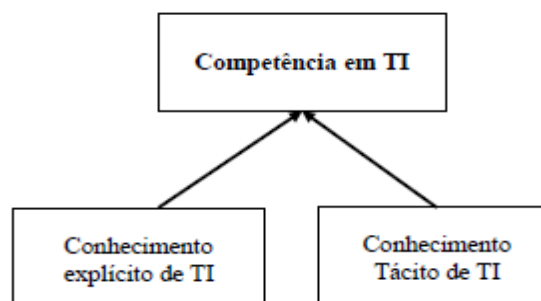 Competência em TI
Conhecimento
explícito de TI
Conhecimento
Tácito de TI